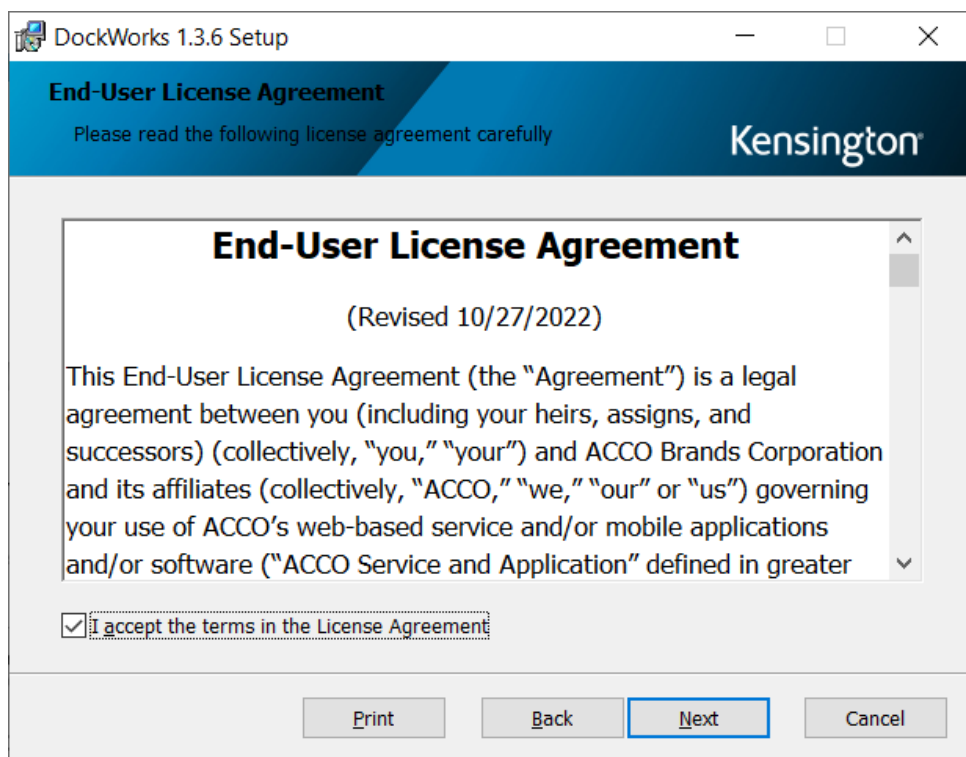 DockWorks 1.3.6 Setup
End-User License Agreement
Please read the following license agreement carefully
Kensington
End-User License Agreement
(Revised 10/27/2022)
This End-User License Agreement (the “Agreement”) is a legal
agreement between you (including your heirs, assigns, and
successors) (collectively, “you,” “your”) and ACCO Brands Corporation
and its affiliates (collectively, “ACCO,” “we,” “our” or “us”) governing
your use of ACCO’s web-based service and/or mobile applications
and/or software (“ACCO Service and Application” defined in greater
I accept the terms in the License Agreement
Print Back Next Cancel